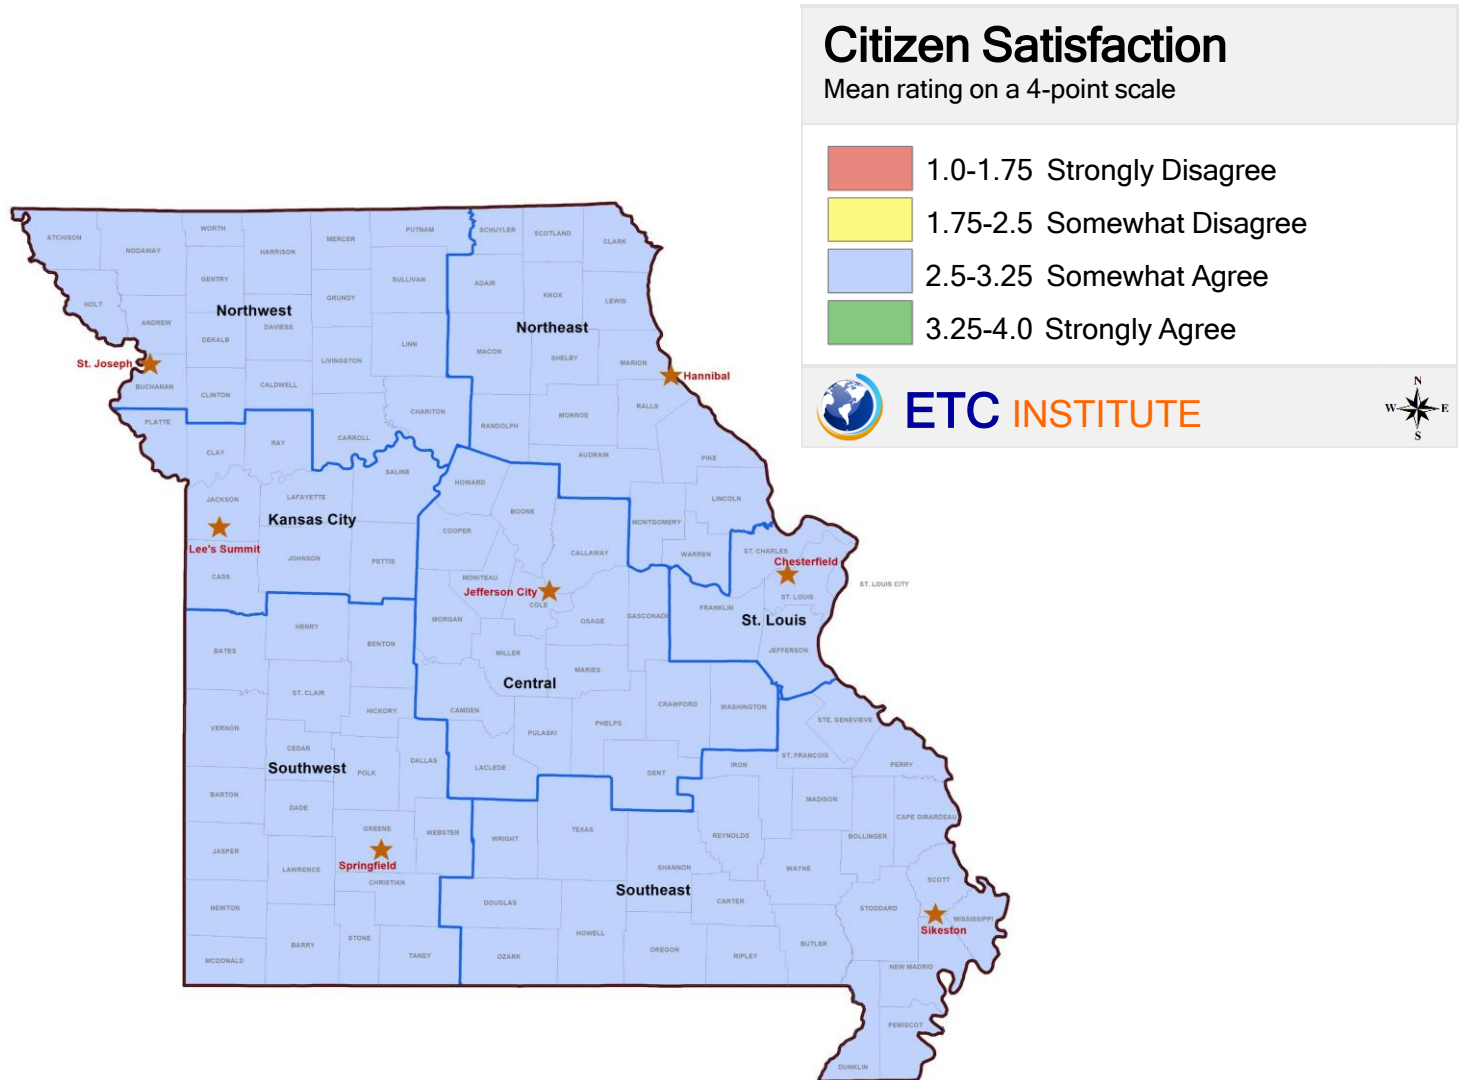 Citizen Satisfaction
Mean rating on a 4-point scale
1.0-1.75 Strongly Disagree
1.75-2.5 Somewhat Disagree
2.5-3.25 Somewhat Agree
3.25-4.0 Strongly Agree
ETC INSTITUTE
N
W E
S
ATCHISON
NODAWAY
WORTH
HARRISON
MERCER
PUTNAM
SCHUYLER
SCOTLAND
CLARK
HOLT
GENTRY
SULLIVAN
ADAIR
KNOX
LEWIS
ANDREW
Northwest
GRUNDY
DAVIESS
DEKALB
Northeast
LINN
MACON
SHELBY
MARION
St. Joseph
LIVINGSTON
Hannibal
BUCHANAN
CLINTON
CALDWELL
CHARITON
RALLS
MONROE
RANDOLPH
PLATTE
CLAY
RAY
CARROLL
AUDRAIN
PIKE
SALINE
HOWARD
JACKSON
LAFAYETTE
BOONE
LINCOLN
Kansas City
COOPER
MONTGOMERY
Lee's Summit
JOHNSON
PETTIS
CALLAWAY
WARREN
ST. CHARLES
Chesterfield
CASS
MONITEAU
Jefferson City
COLE
ST. LOUIS CITY
ST. LOUIS
FRANKLIN
MORGAN
OSAGE
GASCONADE
St. Louis
HENRY
BENTON
BATES
MILLER
JEFFERSON
MARIES
Central
ST. CLAIR
HICKORY
CAMDEN
CRAWFORD
WASHINGTON
STE. GENEVIEVE
VERNON
PULASKI
PHELPS
CEDAR
Southwest
POLK
DALLAS
LACLEDE
DENT
IRON
ST. FRANCOIS
PERRY
BARTON
DADE
MADISON
CAPE GIRARDEAU
GREENE
WEBSTER
WRIGHT
TEXAS
REYNOLDS
BOLLINGER
JASPER
Springfield
LAWRENCE
CHRISTIAN
SHANNON
WAYNE
SCOTT
Southeast
NEWTON
DOUGLAS
CARTER
STODDARD
MISSISSIPPI
Sikeston
BARRY
STONE
TANEY
HOWELL
OREGON
BUTLER
MCDONALD
OZARK
RIPLEY
NEW MADRID
PEMISCOT
DUNKLIN